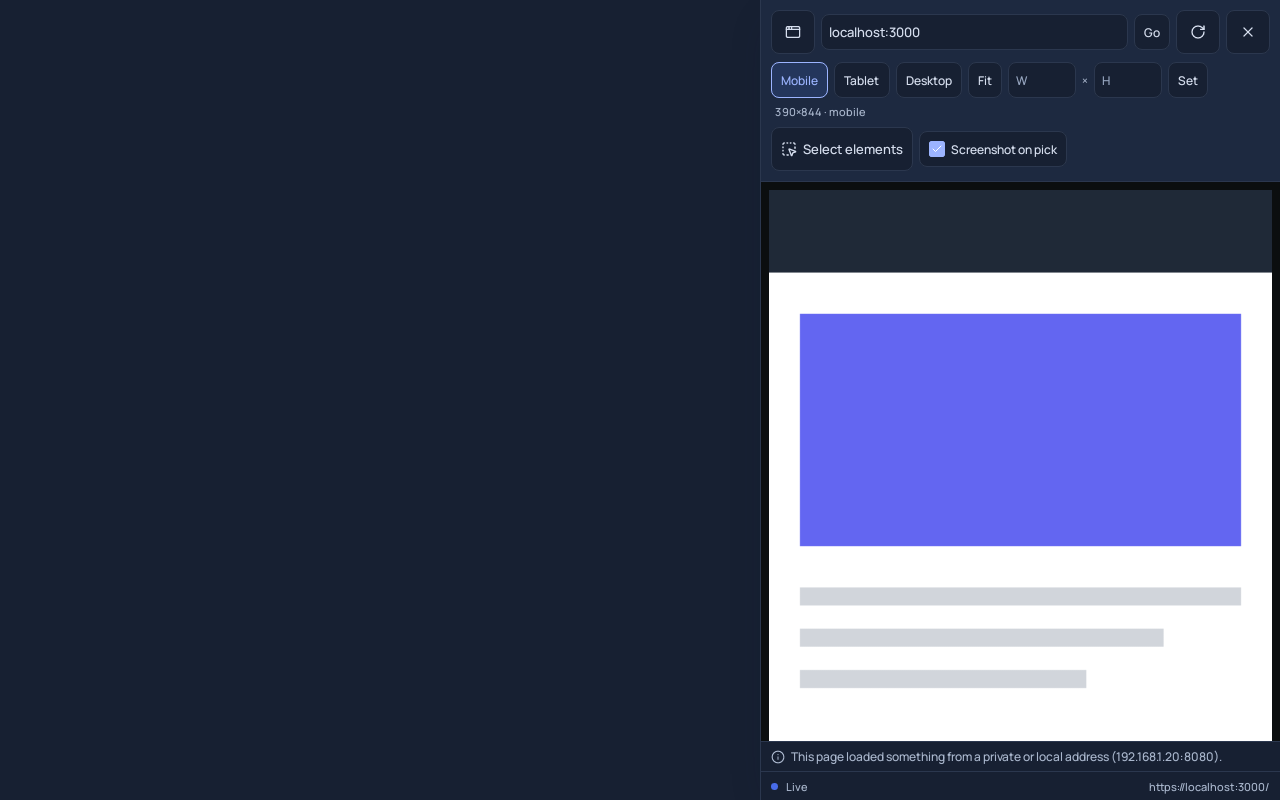 localhost:3000 Go
Mobile Tablet Desktop Fit W × H Set
390×844 · mobile
Select elements Screenshot on pick
This page loaded something from a private or local address (192.168.1.20:8080).
Live https://localhost:3000/